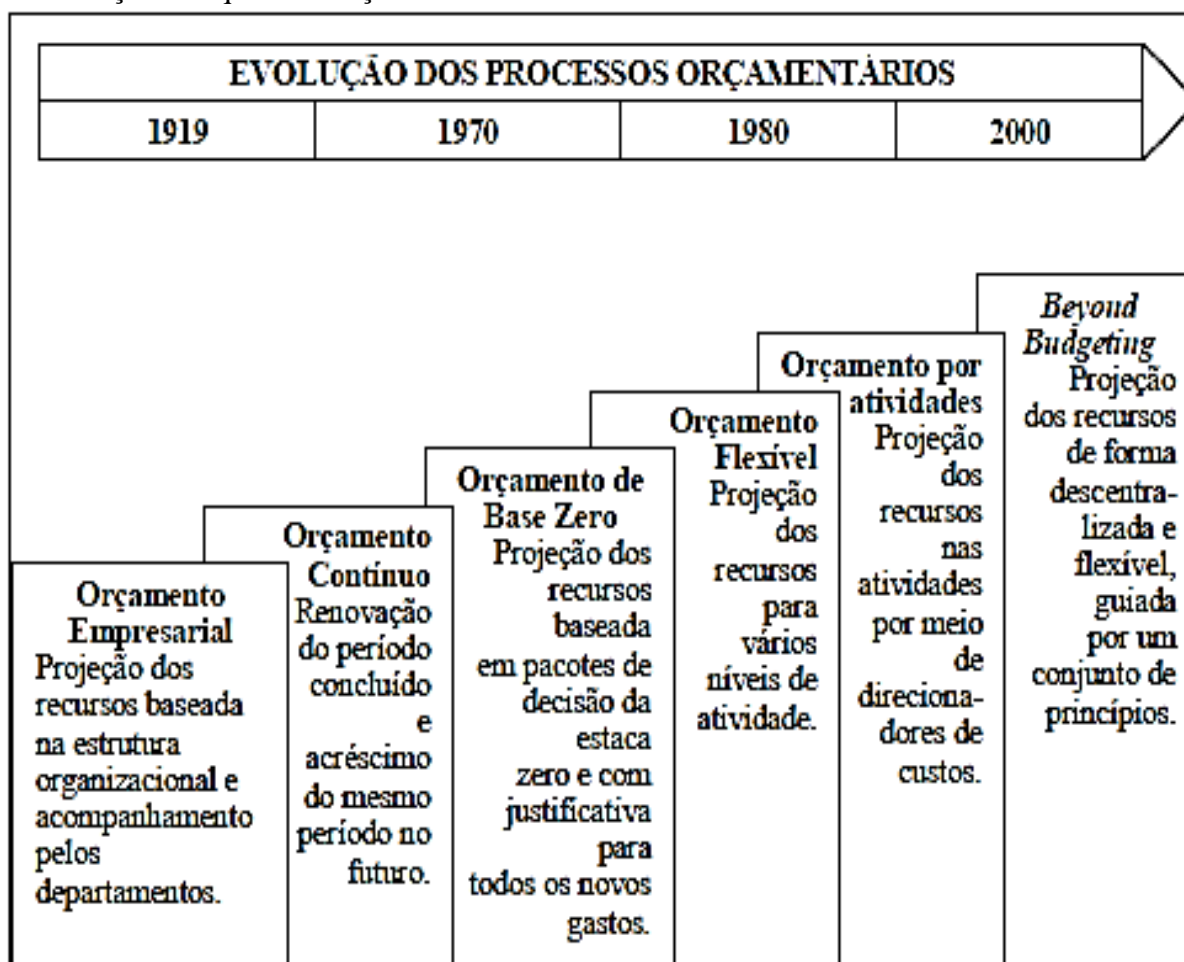 EVOLUÇÃO DOS PROCESSOS ORÇAMENTÁRIOS
1919
1970
1980
2000
Orçamento
Empresarial
Projeção dos
recursos baseada
na estrutura
organizacional e
acompanhamento
pelos
departamentos.
Orçamento
Contínuo
Renovação
do período
concluído
e
acréscimo
do mesmo
período no
futuro.
Orçamento de
Base Zero
Projeção dos
recursos
baseada
em pacotes de
decisão da
estaca
zero e com
justificativa
para
todos os novos
gastos.
Orçamento
Flexível
Projeção
dos
recursos
para
vários
níveis de
atividade.
Orçamento por
atividades
Projeção
dos
recursos
nas
atividades
por meio
de
direciona-
dores de
custos.
Beyond
Budgeting
Projeção
dos recursos
de forma
descentra-
lizada e
flexível,
guiada
por um
conjunto de
princípios.